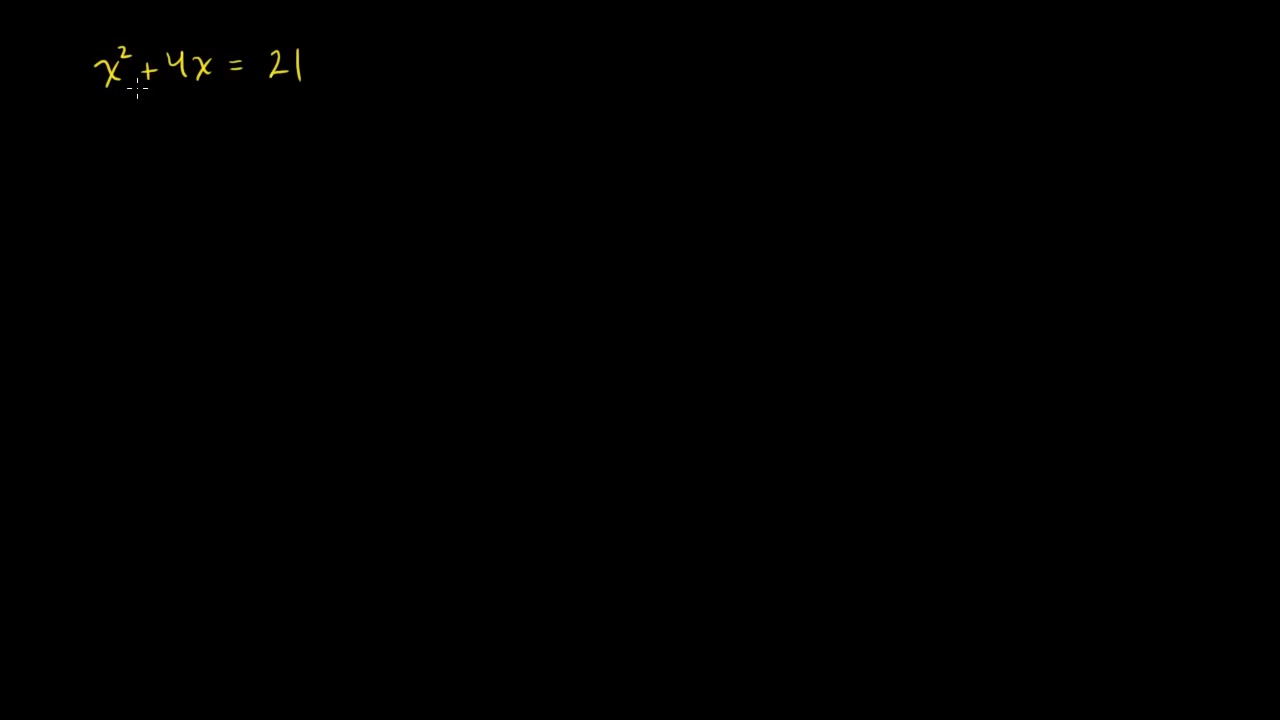 x² + 4x = 21